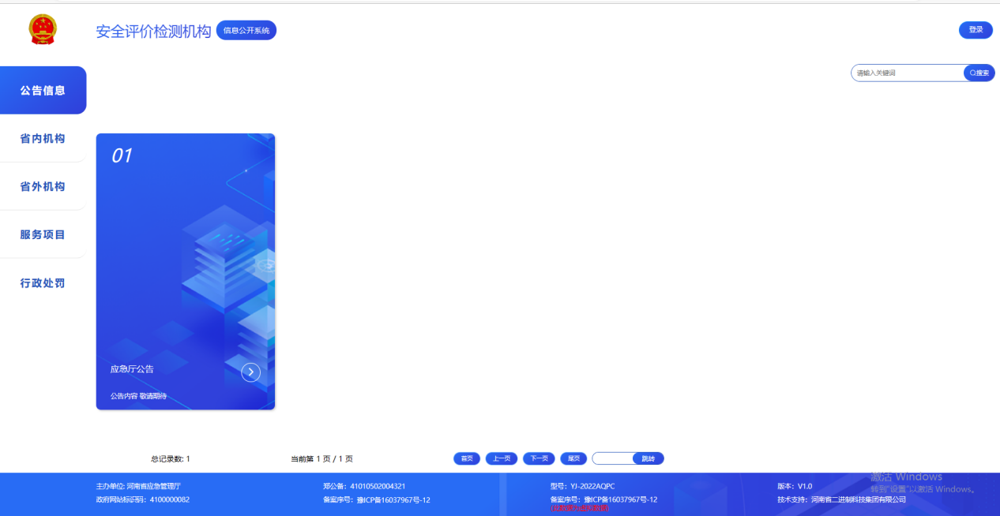 安全评价检测机构 信息公开系统
登录
请输入关键词 搜索
公告信息
省内机构
省外机构
服务项目
行政处罚
01
应急厅公告
公告内容 敬请期待
总记录数: 1 当前第 1 页 / 1 页 首页 上一页 下一页 尾页 跳转
主办单位: 河南省应急管理厅 郑公备: 41010502004321 型号: YJ-2022AQPC 版本: V1.0
政府网站标识码: 4100000082 备案序号: 豫ICP备16037967号-12 备案序号: 豫ICP备16037967号-12 技术支持: 河南省二进制科技集团有限公司
激活 Windows
转到"设置"以激活 Windows。